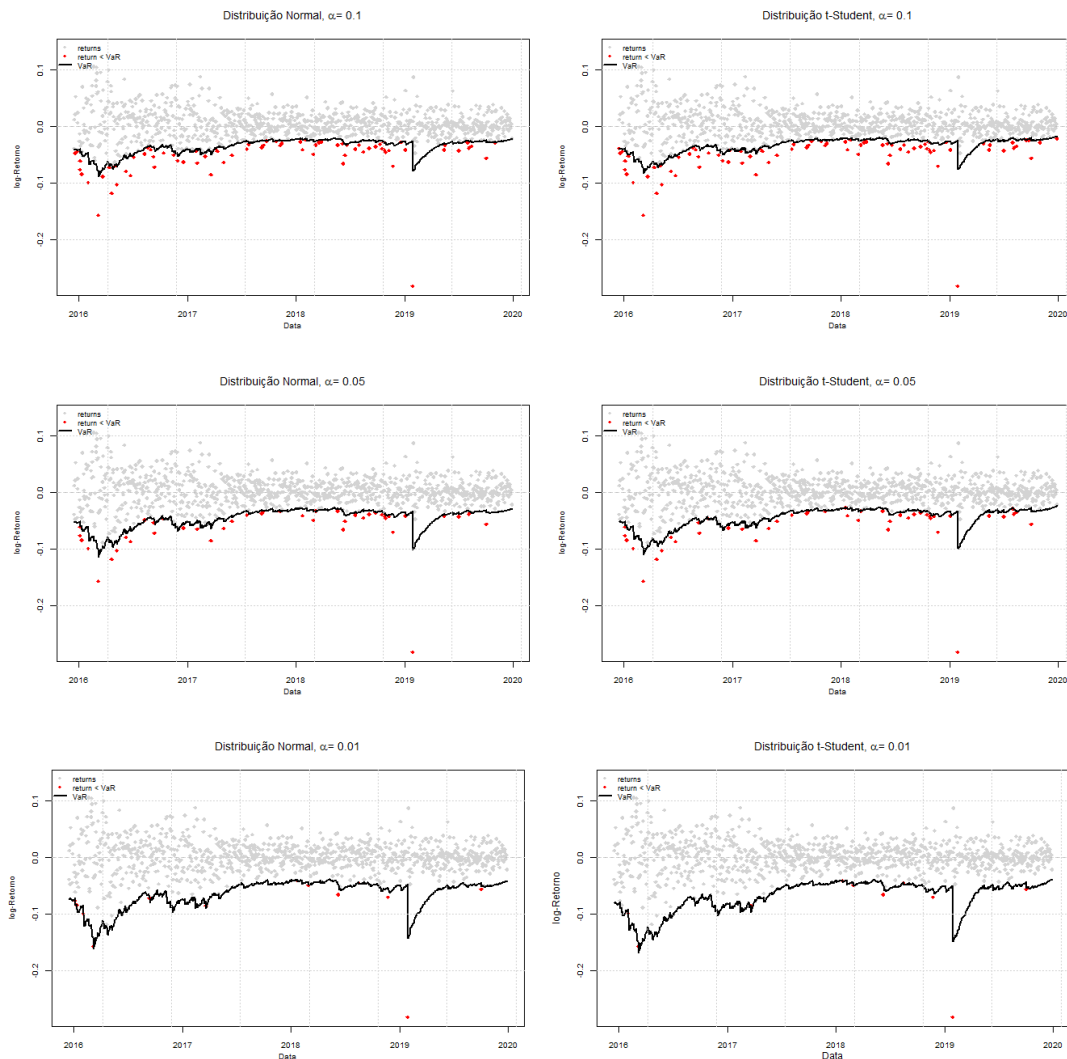 Distribuição Normal, α= 0.1
returns
return < VaR
VaR
0.1
0.0
-0.1
-0.2
log-Retorno
2016 2017 2018 2019 2020
Data
Distribuição t-Student, α= 0.1
returns
return < VaR
VaR
0.1
0.0
-0.1
-0.2
log-Retorno
2016 2017 2018 2019 2020
Data
Distribuição Normal, α= 0.05
returns
return < VaR
VaR
0.1
0.0
-0.1
-0.2
log-Retorno
2016 2017 2018 2019 2020
Data
Distribuição t-Student, α= 0.05
returns
return < VaR
VaR
0.1
0.0
-0.1
-0.2
log-Retorno
2016 2017 2018 2019 2020
Data
Distribuição Normal, α= 0.01
returns
return < VaR
VaR
0.1
0.0
-0.1
-0.2
log-Retorno
2016 2017 2018 2019 2020
Data
Distribuição t-Student, α= 0.01
returns
return < VaR
VaR
0.1
0.0
-0.1
-0.2
log-Retorno
2016 2017 2018 2019 2020
Data